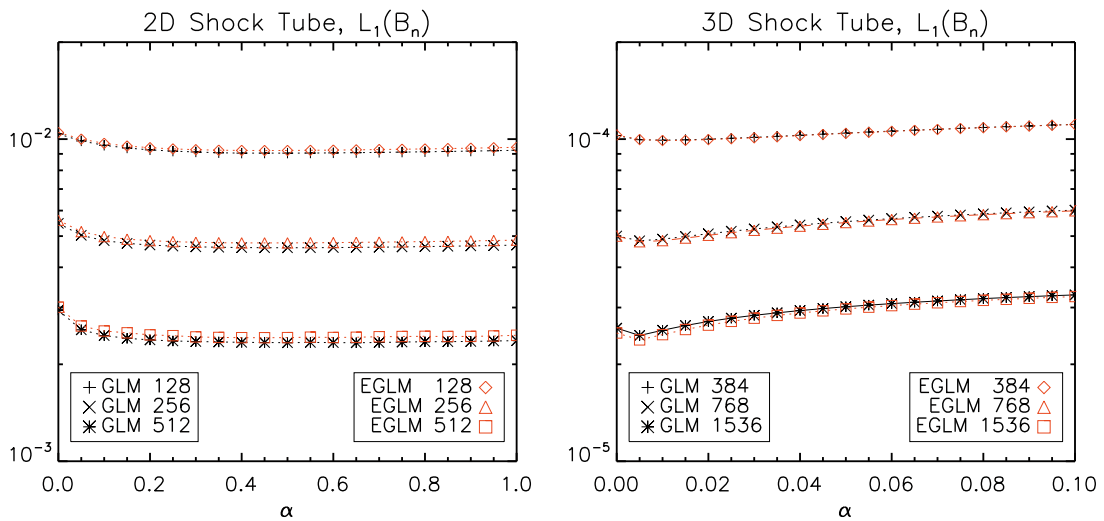 2D Shock Tube, L₁(Bₙ)
10⁻²
10⁻³
0.0 0.2 0.4 0.6 0.8 1.0
α
GLM 128
GLM 256
GLM 512
EGLM 128
EGLM 256
EGLM 512
3D Shock Tube, L₁(Bₙ)
10⁻⁴
10⁻⁵
0.00 0.02 0.04 0.06 0.08 0.10
α
GLM 384
GLM 768
GLM 1536
EGLM 384
EGLM 768
EGLM 1536